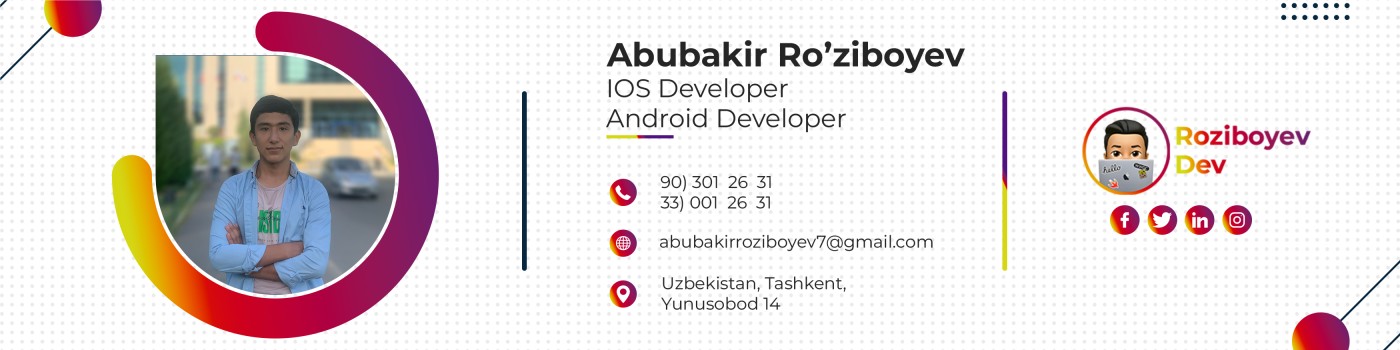 Abubakir Ro’ziboyev
IOS Developer
Android Developer
90) 301 26 31
33) 001 26 31
abubakirroziboyev7@gmail.com
Uzbekistan, Tashkent,
Yunusobod 14
hello
Roziboyev
Dev